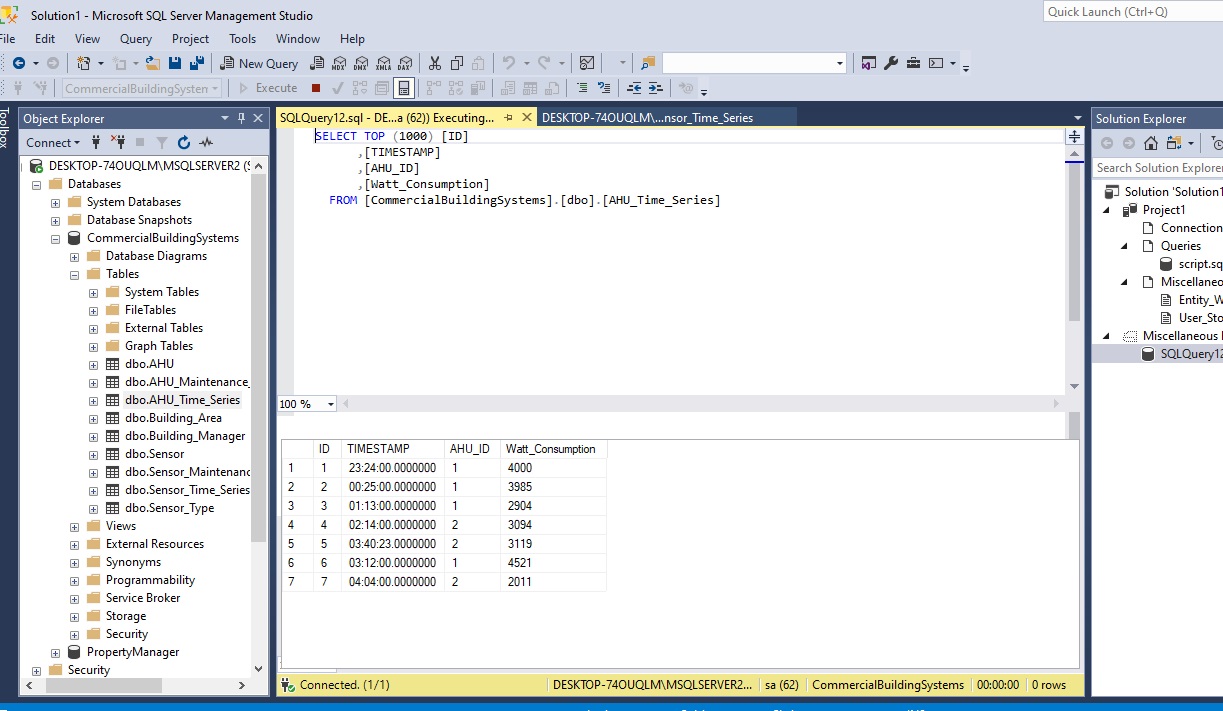 Solution1 - Microsoft SQL Server Management Studio
Quick Launch (Ctrl+Q)
File Edit View Query Project Tools Window Help
New Query MDX DMX XMLA DAX
CommercialBuildingSystem Execute
Toolbox
Object Explorer
Connect
DESKTOP-74OUQLM\MSQLSERVER2 (S
Databases
System Databases
Database Snapshots
CommercialBuildingSystems
Database Diagrams
Tables
System Tables
FileTables
External Tables
Graph Tables
dbo.AHU
dbo.AHU_Maintenance_
dbo.AHU_Time_Series
dbo.Building_Area
dbo.Building_Manager
dbo.Sensor
dbo.Sensor_Maintenanc
dbo.Sensor_Time_Series
dbo.Sensor_Type
Views
External Resources
Synonyms
Programmability
Service Broker
Storage
Security
PropertyManager
Security
SQLQuery12.sql - DE...a (62)) Executing... DESKTOP-74OUQLM\...nsor_Time_Series
SELECT TOP (1000) [ID]
,[TIMESTAMP]
,[AHU_ID]
,[Watt_Consumption]
FROM [CommercialBuildingSystems].[dbo].[AHU_Time_Series]
100 %
ID TIMESTAMP AHU_ID Watt_Consumption
1 1 23:24:00.0000000 1 4000
2 2 00:25:00.0000000 1 3985
3 3 01:13:00.0000000 1 2904
4 4 02:14:00.0000000 2 3094
5 5 03:40:23.0000000 2 3119
6 6 03:12:00.0000000 1 4521
7 7 04:04:00.0000000 2 2011
Connected. (1/1) DESKTOP-74OUQLM\MSQLSERVER2... sa (62) CommercialBuildingSystems 00:00:00 0 rows
Solution Explorer
Search Solution Explorer
Solution 'Solution1
Project1
Connection
Queries
script.sq
Miscellaneo
Entity_W
User_Sto
Miscellaneous
SQLQuery12